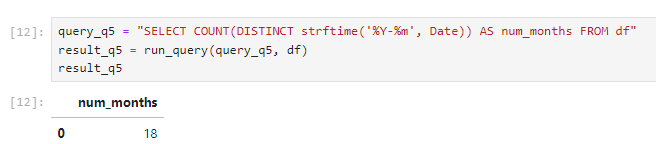 [12]: query_q5 = "SELECT COUNT(DISTINCT strftime('%Y-%m', Date)) AS num_months FROM df"
result_q5 = run_query(query_q5, df)
result_q5
[12]: num_months
0 18